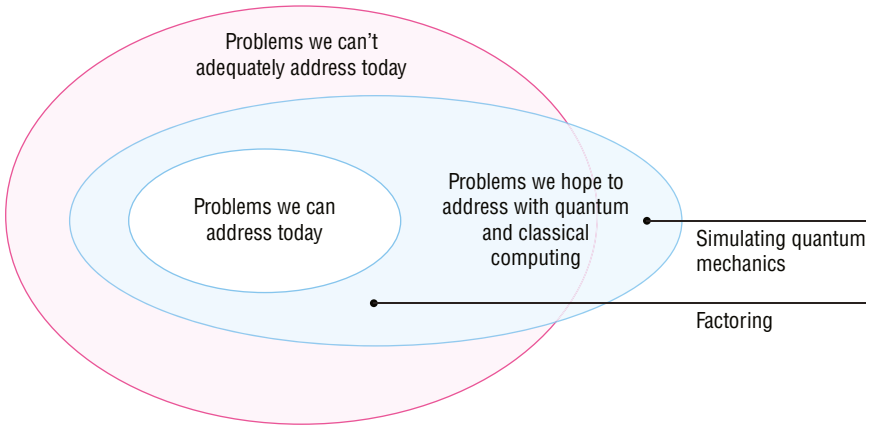 Problems we can't
adequately address today
Problems we can
address today
Problems we hope to
address with quantum
and classical
computing
Simulating quantum
mechanics
Factoring